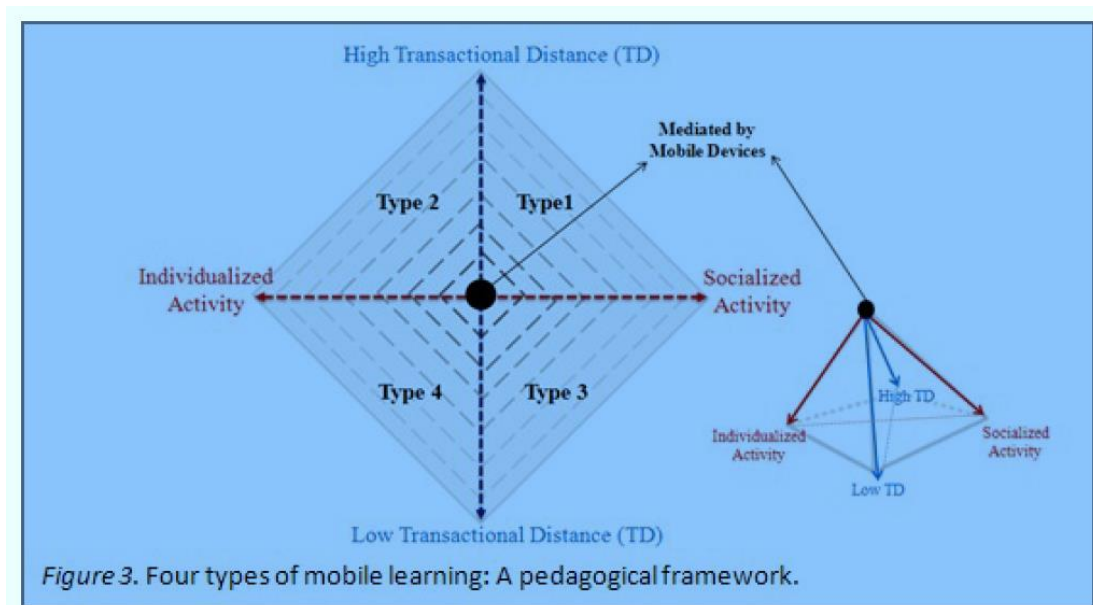 High Transactional Distance (TD)
Mediated by
Mobile Devices
Type 2
Type1
Individualized
Activity
Socialized
Activity
Type 4
Type 3
High TD
Individualized
Activity
Socialized
Activity
Low TD
Low Transactional Distance (TD)
Figure 3. Four types of mobile learning: A pedagogical framework.